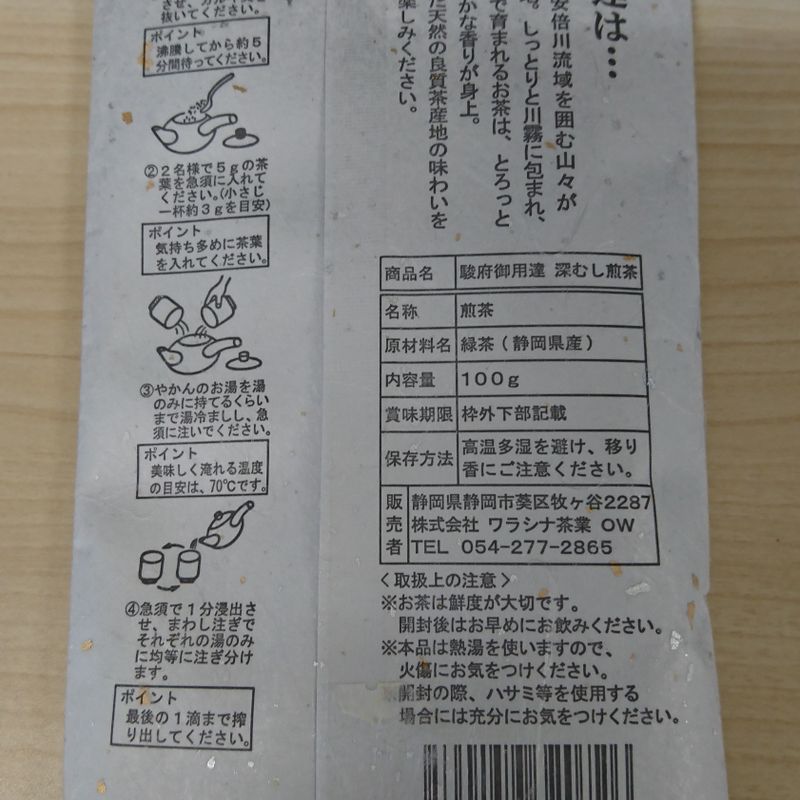 させ、カルキ臭を
抜いてください。
ポイント
沸騰してから約5
分間待ってください。
②2名様で5gの茶
葉を急須に入れて
ください。(小さじ
一杯約3gを目安)
ポイント
気持ち多めに茶葉
を入れてください。
③やかんのお湯を湯
のみに持てるくらい
まで湯冷ましし、急
須に注いでください。
ポイント
美味しく淹れる温度
の目安は、70℃です。
④急須で1分浸出さ
せ、まわし注ぎで
それぞれの湯のみ
に均等に注ぎ分け
ます。
ポイント
最後の1滴まで搾
り出してください。
達は…
安倍川流域を囲む山々が
しっとりと川霧に包まれ、
で育まれるお茶は、とろっと
かな香りが身上。
た天然の良質茶産地の味わいを
楽しみください。
商品名 駿府御用達 深むし煎茶
名称 煎茶
原材料名 緑茶(静岡県産)
内容量 100g
賞味期限 枠外下部記載
保存方法 高温多湿を避け、移り
香にご注意ください。
販売者 静岡県静岡市葵区牧ヶ谷2287
株式会社 ワラシナ茶業 OW
TEL 054-277-2865
<取扱上の注意>
※お茶は鮮度が大切です。
開封後はお早めにお飲みください。
※本品は熱湯を使いますので、
火傷にお気をつけください。
※開封の際、ハサミ等を使用する
場合には充分にお気をつけください。